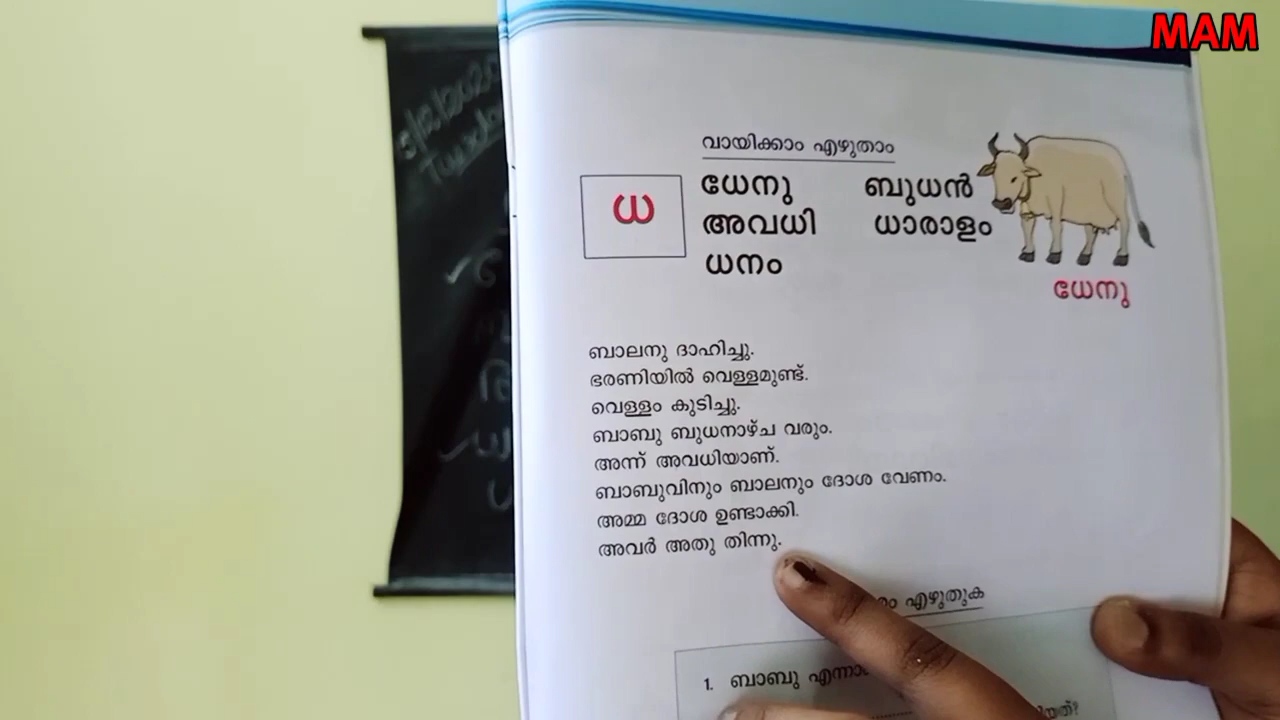 MAM
വായിക്കാം എഴുതാം
ധ
ധേനു ബുധൻ
അവധി ധാരാളം
ധനം
ധേനു
ബാലനു ദാഹിച്ചു.
ഭരണിയിൽ വെള്ളമുണ്ട്.
വെള്ളം കുടിച്ചു.
ബാബു ബുധനാഴ്ച വരും.
അന്ന് അവധിയാണ്.
ബാബുവിനും ബാലനും ദോശ വേണം.
അമ്മ ദോശ ഉണ്ടാക്കി.
അവർ അതു തിന്നു.
എഴുതുക
1. ബാബു